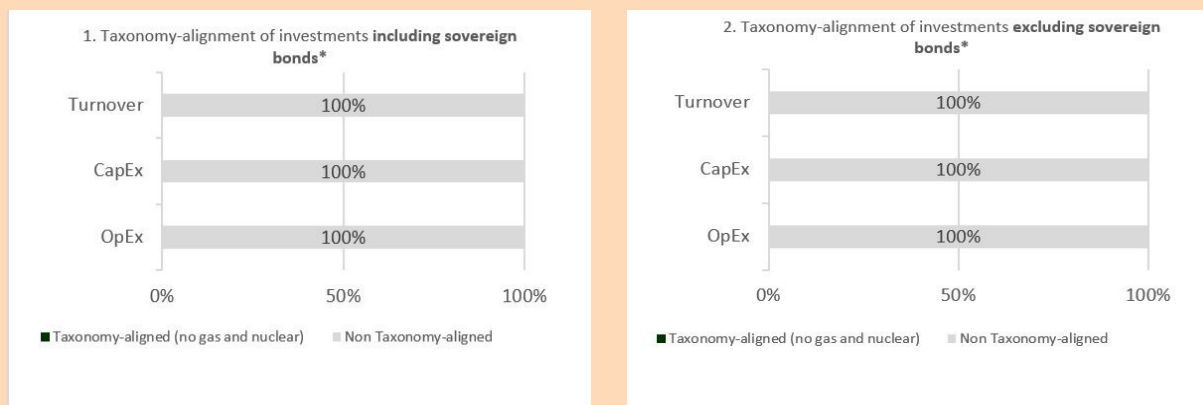 1. Taxonomy-alignment of investments including sovereign
bonds*
Turnover
100%
CapEx
100%
OpEx
100%
0%
50%
100%
Taxonomy-aligned (no gas and nuclear)
Non Taxonomy-aligned
2. Taxonomy-alignment of investments excluding sovereign
bonds*
Turnover
100%
CapEx
100%
OpEx
100%
0%
50%
100%
Taxonomy-aligned (no gas and nuclear)
Non Taxonomy-aligned